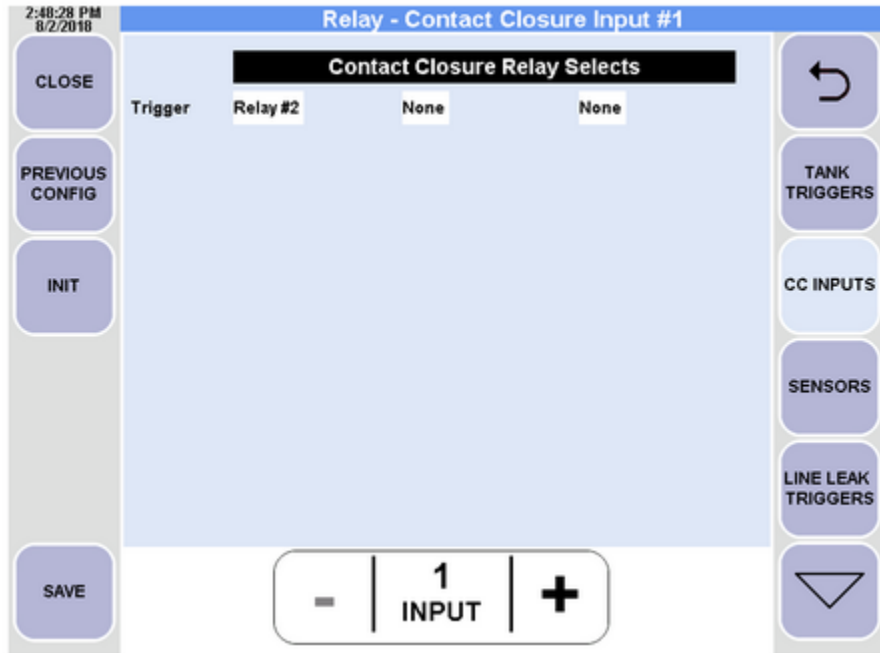 2:48:28 PM
8/2/2018
Relay - Contact Closure Input #1
CLOSE
PREVIOUS
CONFIG
INIT
SAVE
Contact Closure Relay Selects
Trigger Relay #2 None None
TANK
TRIGGERS
CC INPUTS
SENSORS
LINE LEAK
TRIGGERS
- 1 +
INPUT